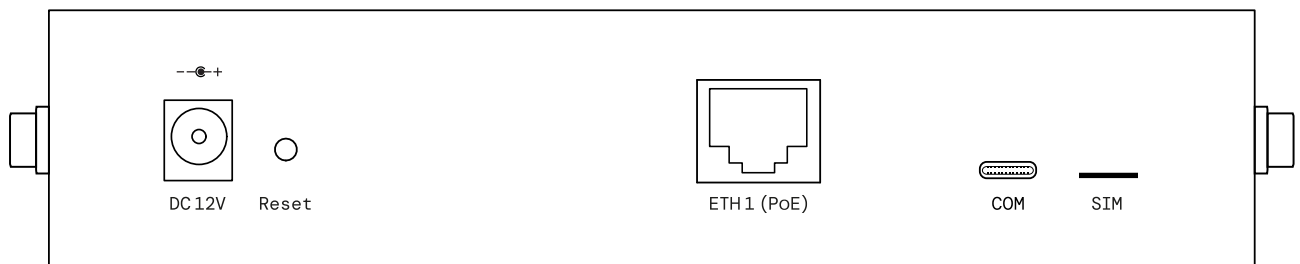 DC 12V
Reset
ETH 1 (PoE)
COM
SIM